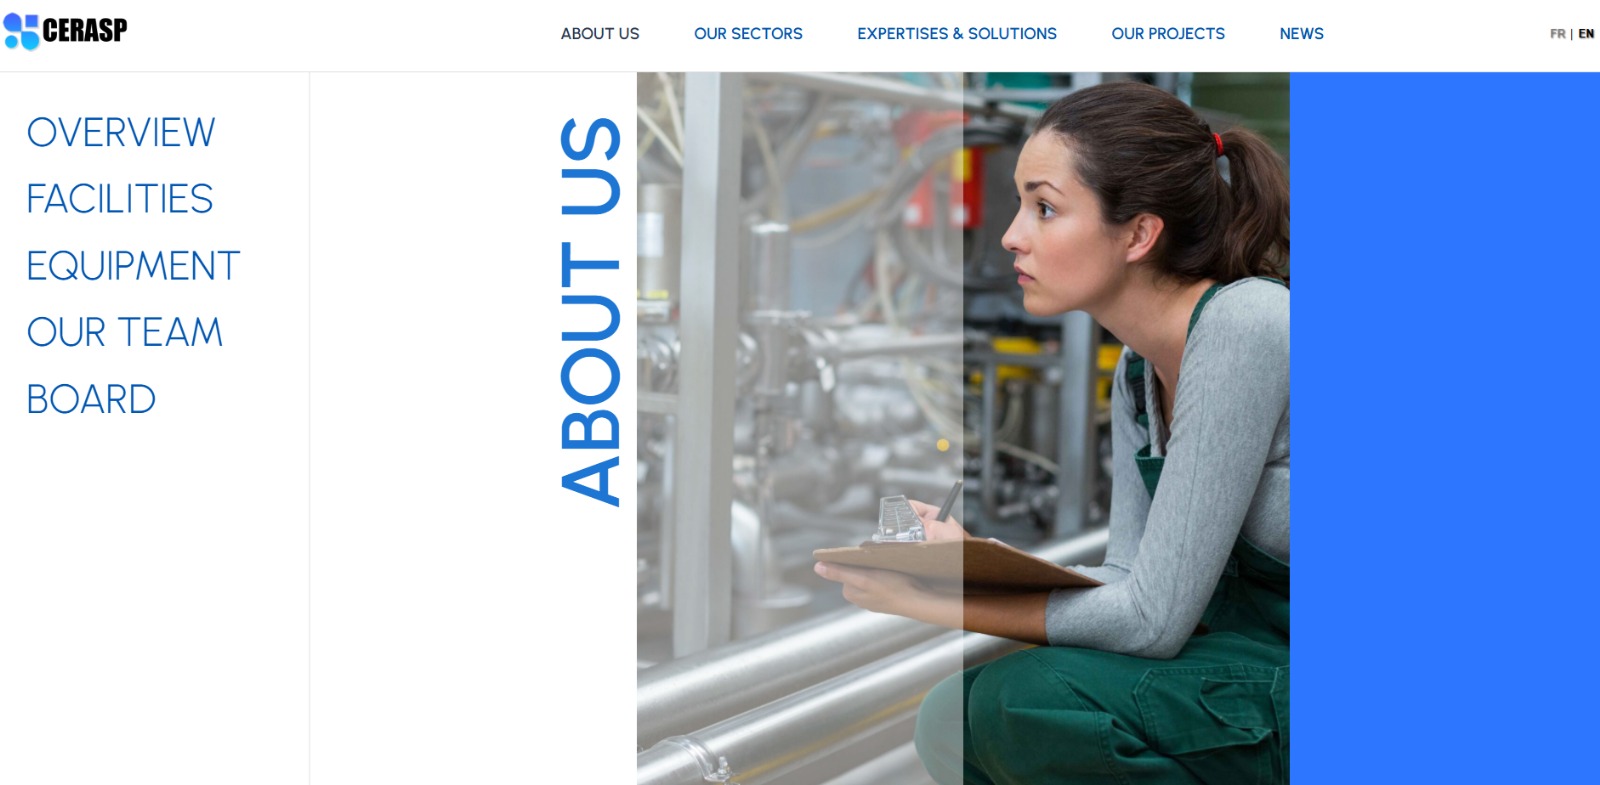 CERASP
ABOUT US
OUR SECTORS
EXPERTISES & SOLUTIONS
OUR PROJECTS
NEWS
FR | EN
OVERVIEW
FACILITIES
EQUIPMENT
OUR TEAM
BOARD
ABOUT US